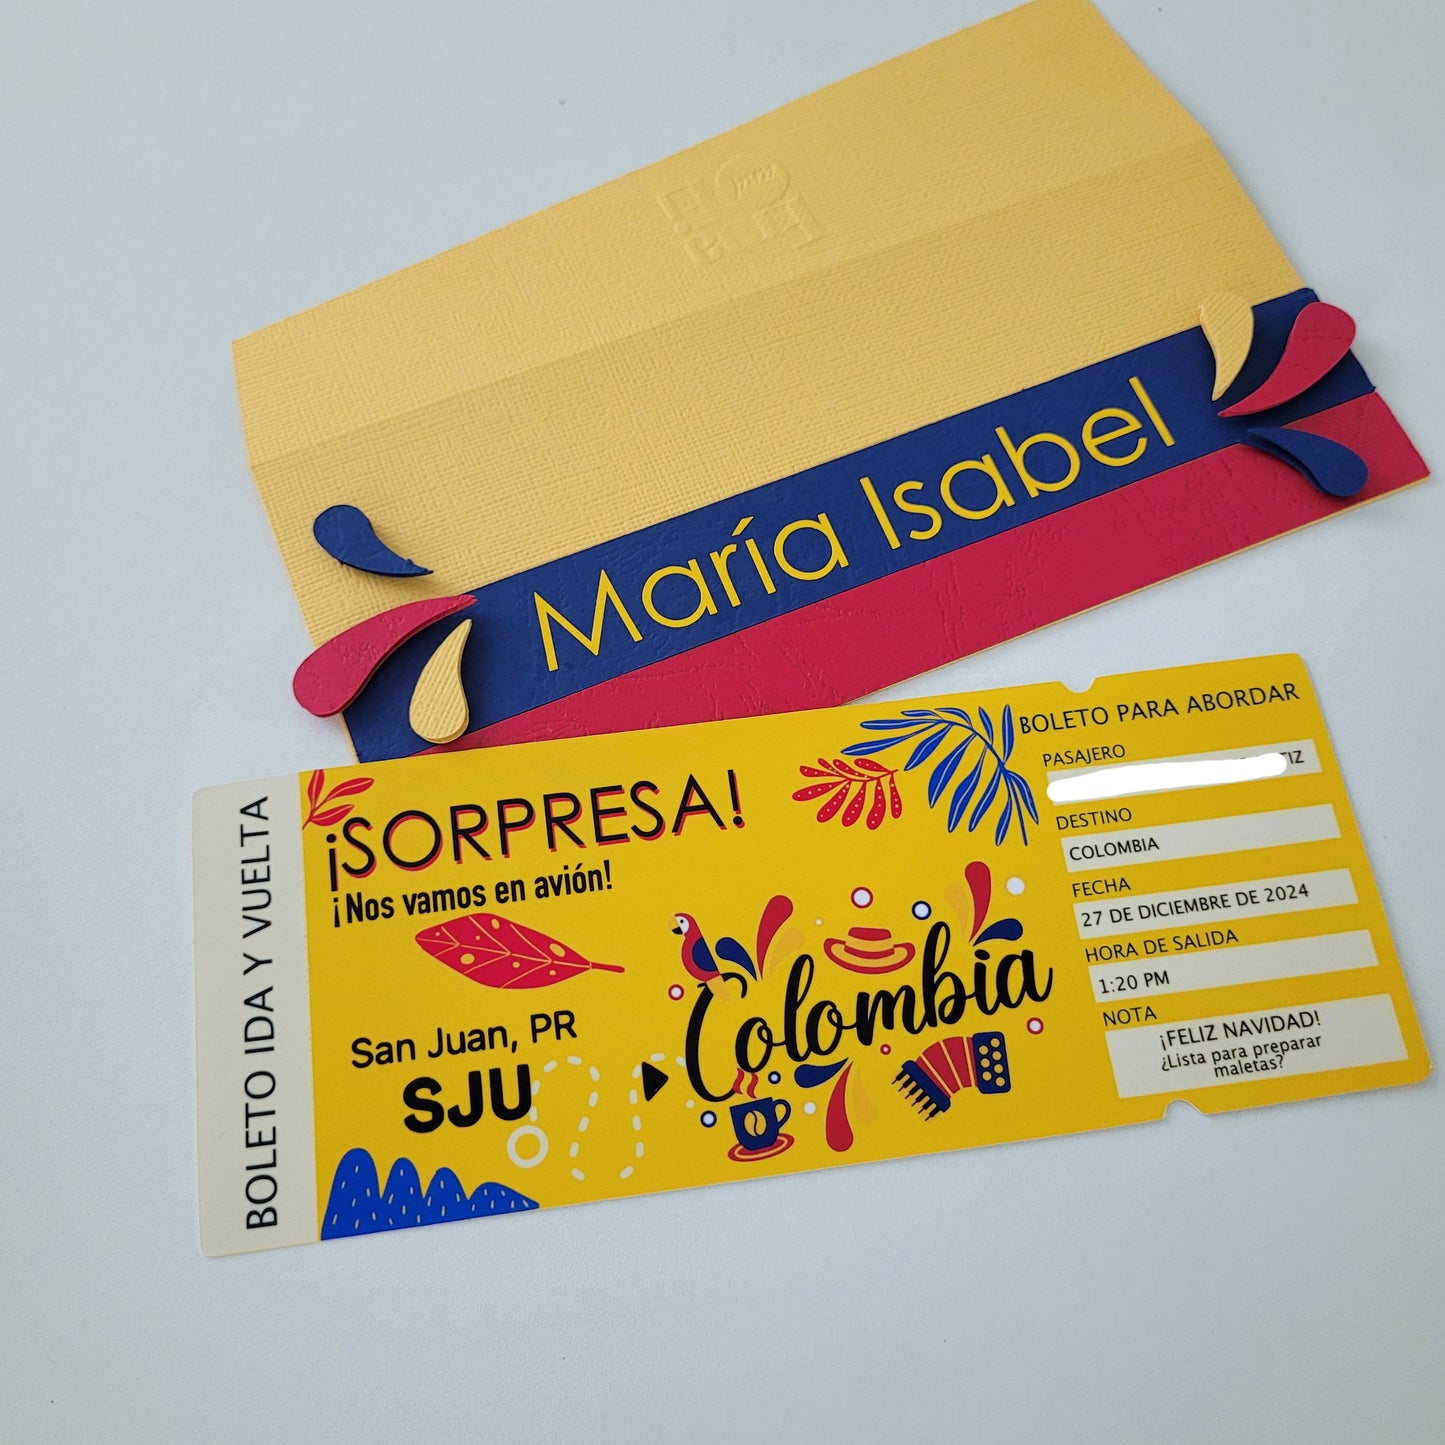 María Isabel
BOLETO IDA Y VUELTA
¡SORPRESA!
¡Nos vamos en avión!
San Juan, PR
SJU
Colombia
BOLETO PARA ABORDAR
PASAJERO
DESTINO
COLOMBIA
FECHA
27 DE DICIEMBRE DE 2024
HORA DE SALIDA
1:20 PM
NOTA
¡FELIZ NAVIDAD!
¿Lista para preparar
maletas?